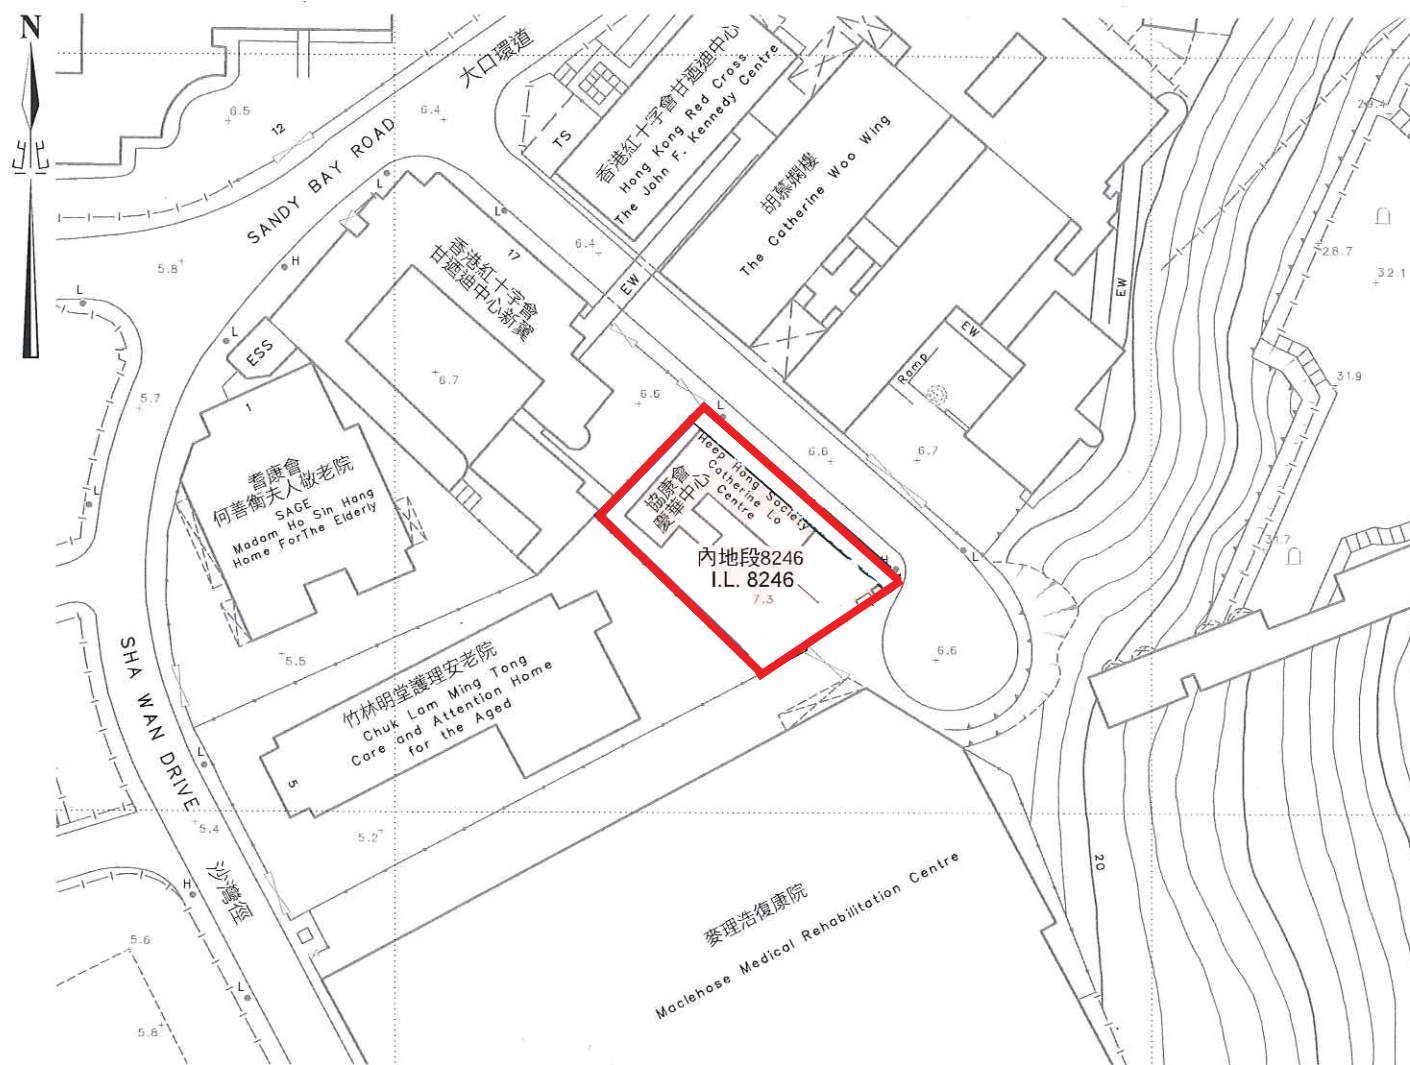 N
大口環道
6.5
12
6.4
SANDY BAY ROAD
TS
香港紅十字會甘迺迪中心
Hong Kong Red Cross
The John F. Kennedy Centre
胡慕嫻樓
The Catherine Woo Wing
29.4
28.7
32.1
L
L
H
5.8
L
L
17
香港紅十字會
甘迺迪中心新翼
6.4
EW
EW
EW
Ramp
ESS
6.7
6.6
31.9
5.7
1
耆康會
何善衡夫人敬老院
SAGE
Madam Ho Sin Hang
Home ForThe Elderly
L
L
6.6
6.7
協康會
慶華中心
Heep Hong Society
Catherine Lo
Centre
內地段8246
I.L. 8246
7.3
H
L
31.7
6.6
5.5
竹林明堂護理安老院
Chuk Lam Ming Tong
Care and Attention Home
for the Aged
5
SHA WAN DRIVE
沙灣徑
L
5.4
5.2
H
20
麥理浩復康院
Maclehose Medical Rehabilitation Centre
5.6
L
5.8